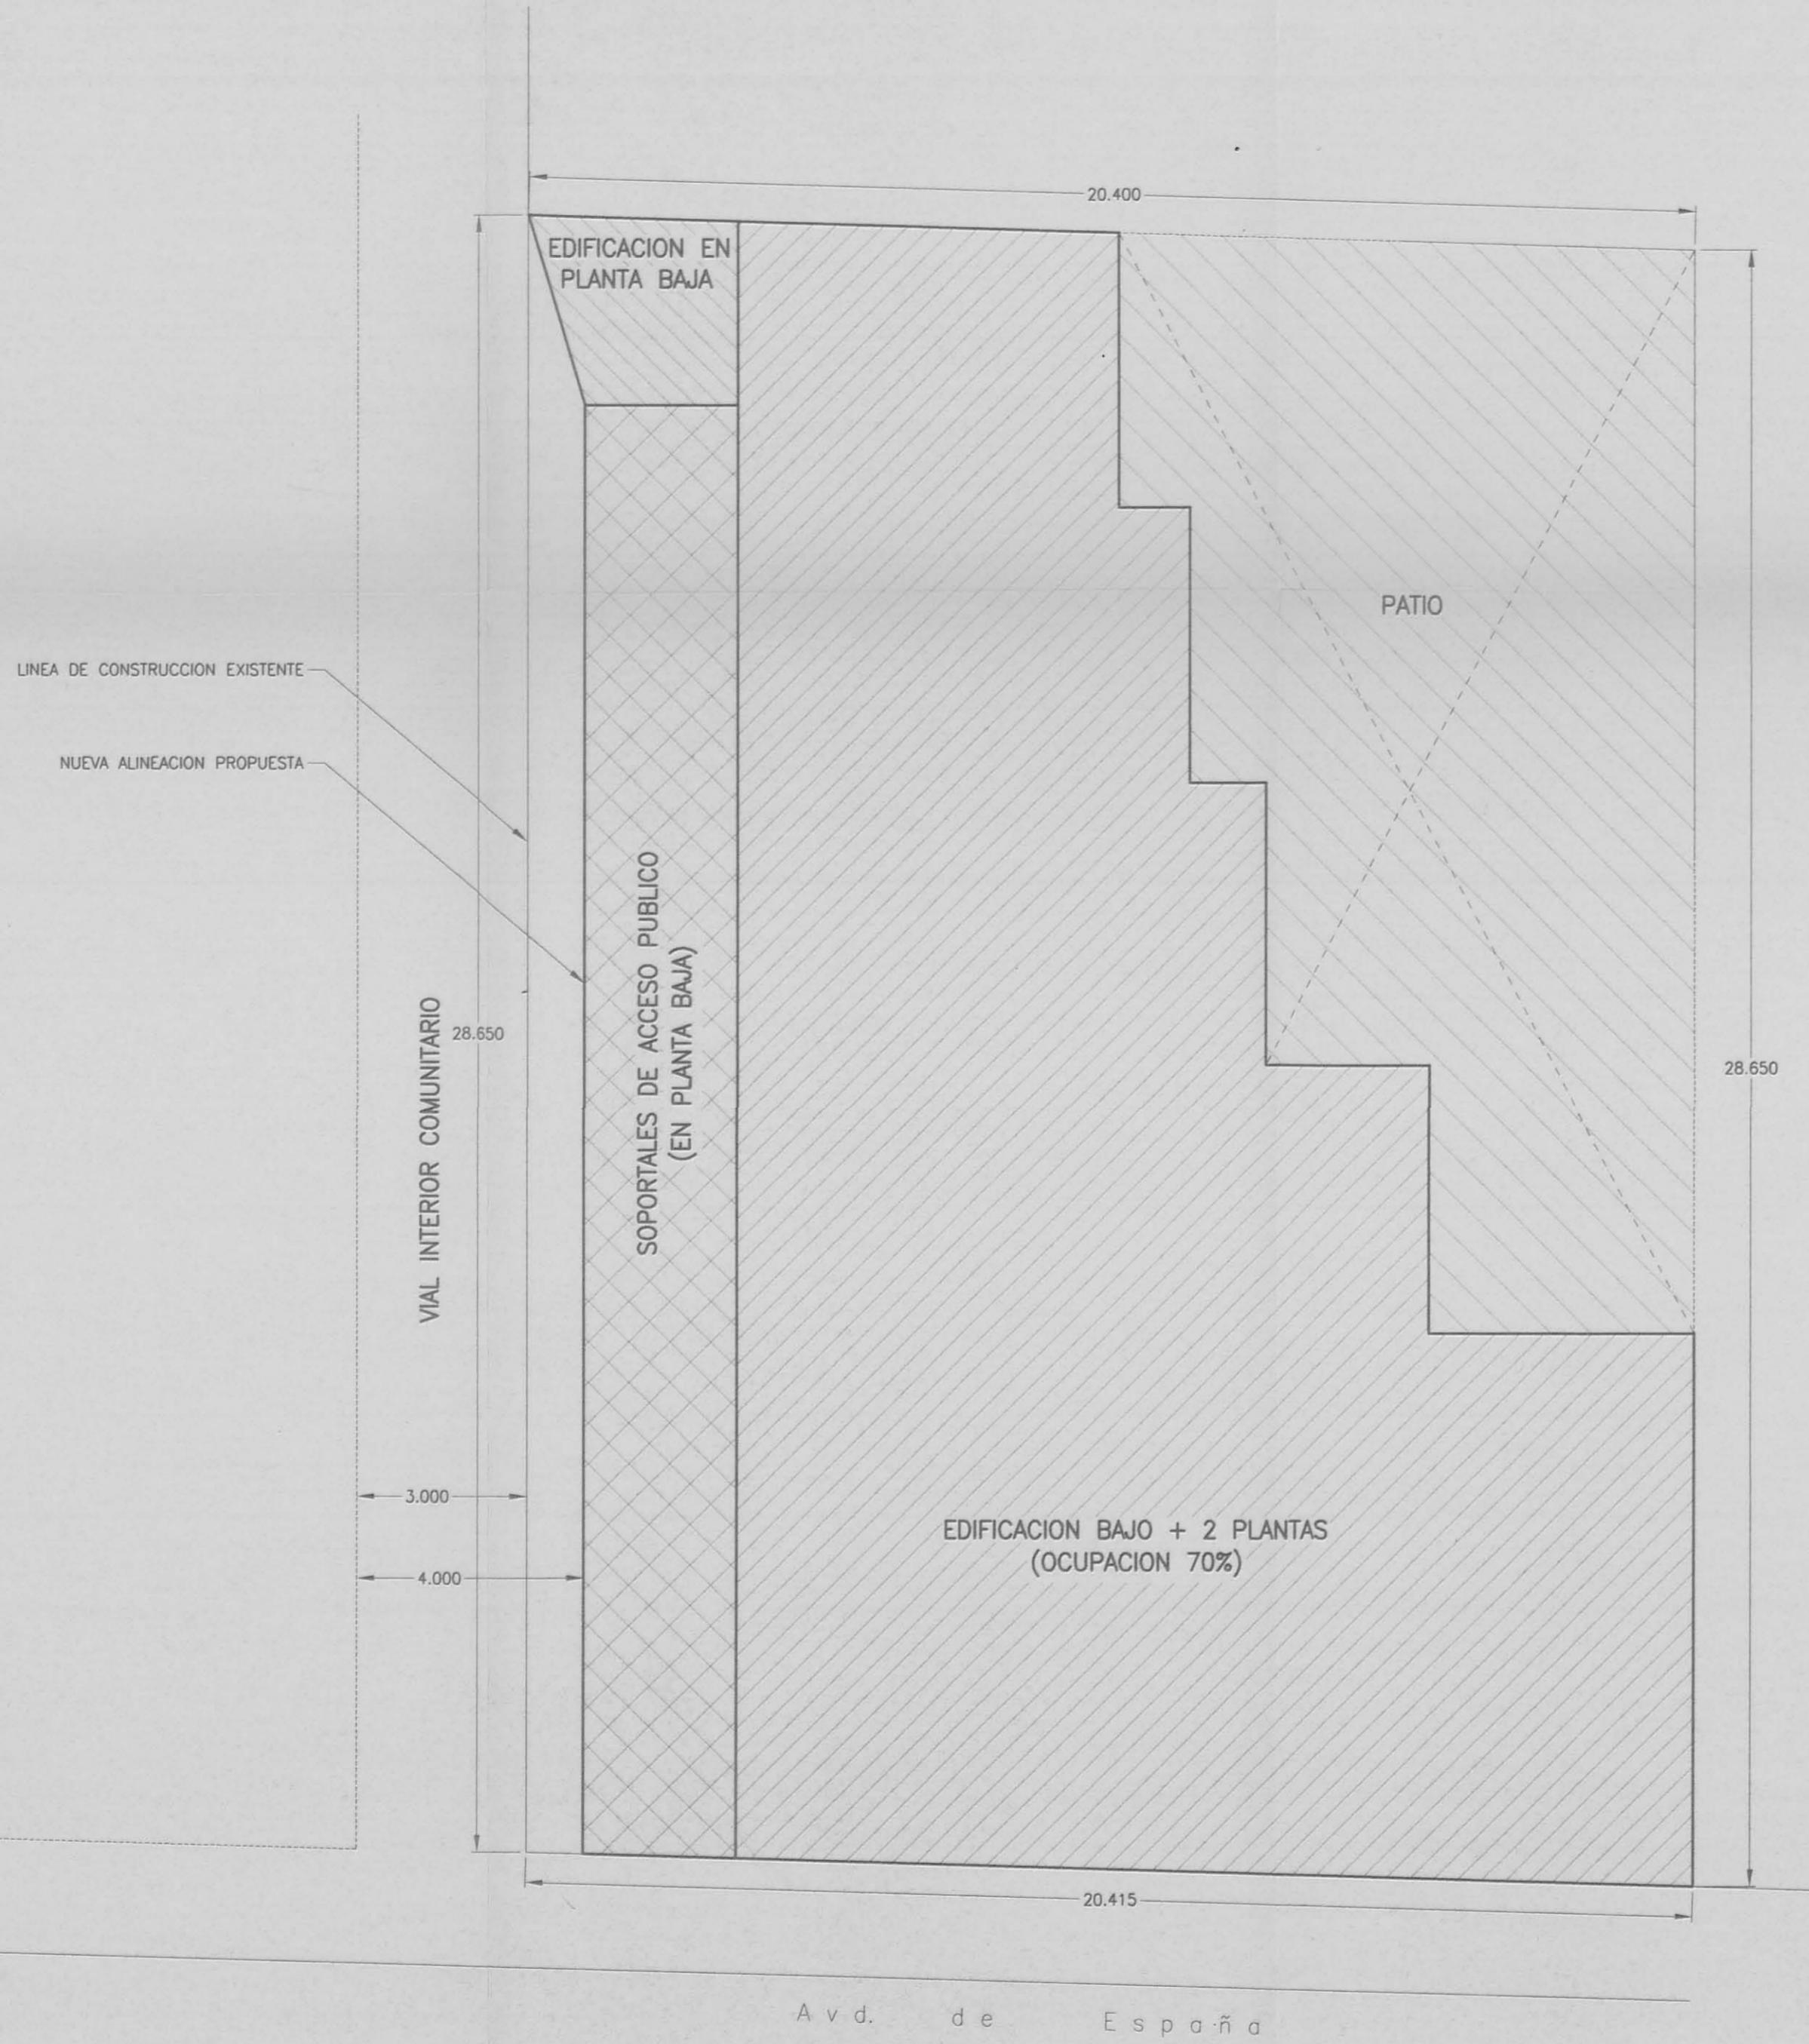 20.400
EDIFICACION EN
PLANTA BAJA
PATIO
LINEA DE CONSTRUCCION EXISTENTE
NUEVA ALINEACION PROPUESTA
SOPORTALES DE ACCESO PUBLICO
(EN PLANTA BAJA)
VIAL INTERIOR COMUNITARIO
28.650
28.650
3.000
4.000
EDIFICACION BAJO + 2 PLANTAS
(OCUPACION 70%)
20.415
Avd. de España